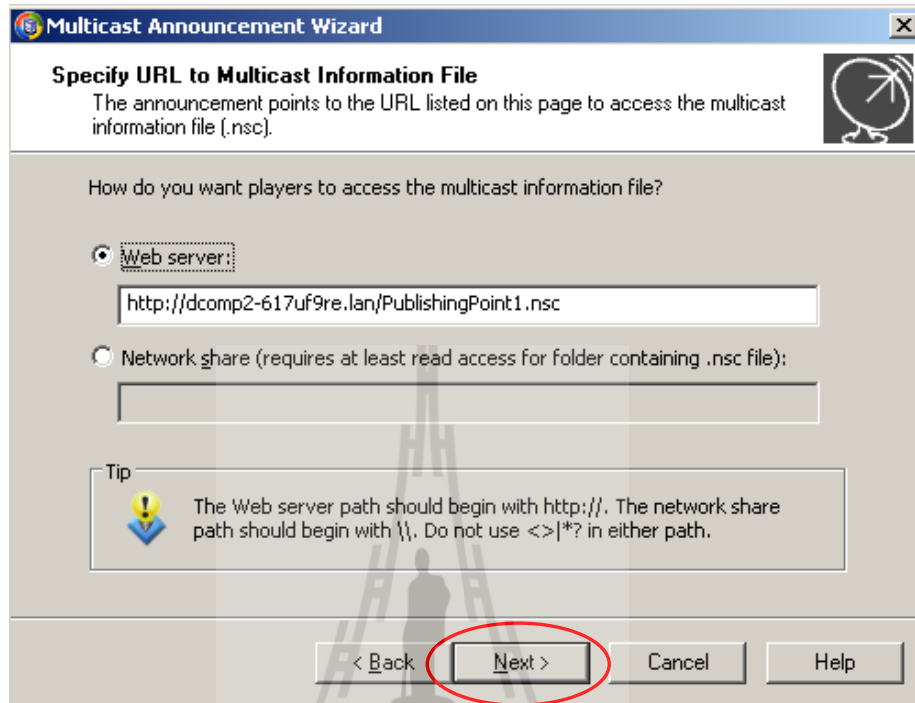 Multicast Announcement Wizard
Specify URL to Multicast Information File
The announcement points to the URL listed on this page to access the multicast
information file (.nsc).
How do you want players to access the multicast information file?
Web server:
http://dcomp2-617uf9re.lan/PublishingPoint1.nsc
Network share (requires at least read access for folder containing .nsc file):
Tip
The Web server path should begin with http://. The network share
path should begin with \\. Do not use <>|*? in either path.
< Back
Next >
Cancel
Help